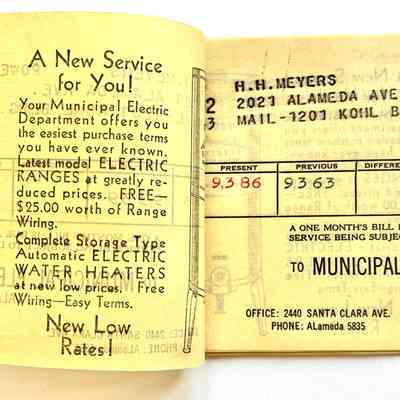 A New Service
for You!
Your Municipal Electric
Department offers you
the easiest purchase terms
you have ever known.
Latest model ELECTRIC
RANGES at greatly re-
duced prices. FREE—
$25.00 worth of Range
Wiring.
Complete Storage Type
Automatic ELECTRIC
WATER HEATERS
at new low prices. Free
Wiring—Easy Terms.
New Low
Rates!
H.H.MEYERS
2 2021 ALAMEDA AVE
3 MAIL-1201 KOHL B
PRESENT PREVIOUS DIFFERE
9386 9363
A ONE MONTH'S BILL
SERVICE BEING SUBJE
TO MUNICIPAL
OFFICE: 2440 SANTA CLARA AVE.
PHONE: ALameda 5835